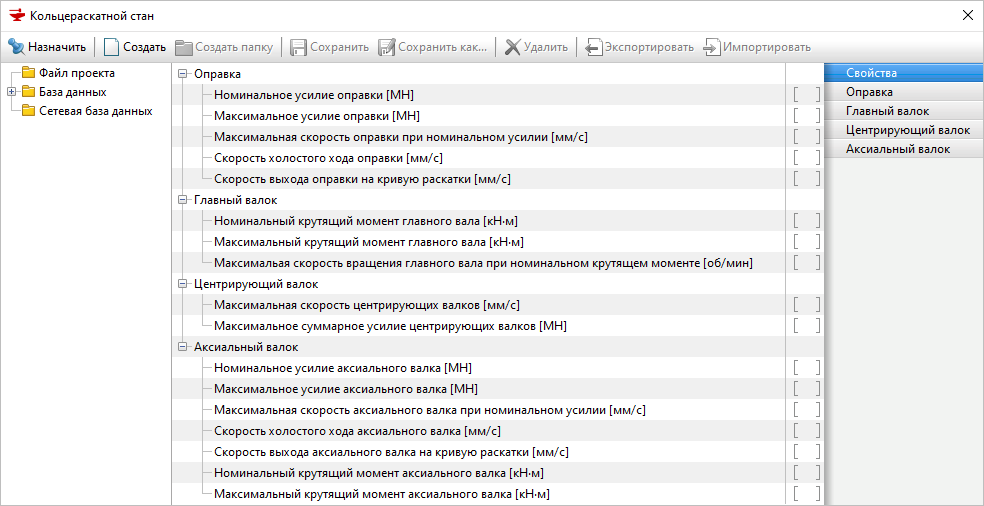 Кольцераскатной стан
Назначить Создать Создать папку Сохранить Сохранить как... Удалить Экспортировать Импортировать
Файл проекта
База данных
Сетевая база данных
Оправка
Номинальное усилие оправки [МН] [ ]
Максимальное усилие оправки [МН] [ ]
Максимальная скорость оправки при номинальном усилии [мм/с] [ ]
Скорость холостого хода оправки [мм/с] [ ]
Скорость выхода оправки на кривую раскатки [мм/с] [ ]
Главный валок
Номинальный крутящий момент главного вала [кН·м] [ ]
Максимальный крутящий момент главного вала [кН·м] [ ]
Максимальая скорость вращения главного вала при номинальном крутящем моменте [об/мин] [ ]
Центрирующий валок
Максимальная скорость центрирующих валков [мм/с] [ ]
Максимальное суммарное усилие центрирующих валков [МН] [ ]
Аксиальный валок
Номинальное усилие аксиального валка [МН] [ ]
Максимальное усилие аксиального валка [МН] [ ]
Максимальная скорость аксиального валка при номинальном усилии [мм/с] [ ]
Скорость холостого хода аксиального валка [мм/с] [ ]
Скорость выхода аксиального валка на кривую раскатки [мм/с] [ ]
Номинальный крутящий момент аксиального валка [кН·м] [ ]
Максимальный крутящий момент аксиального валка [кН·м] [ ]
Свойства
Оправка
Главный валок
Центрирующий валок
Аксиальный валок